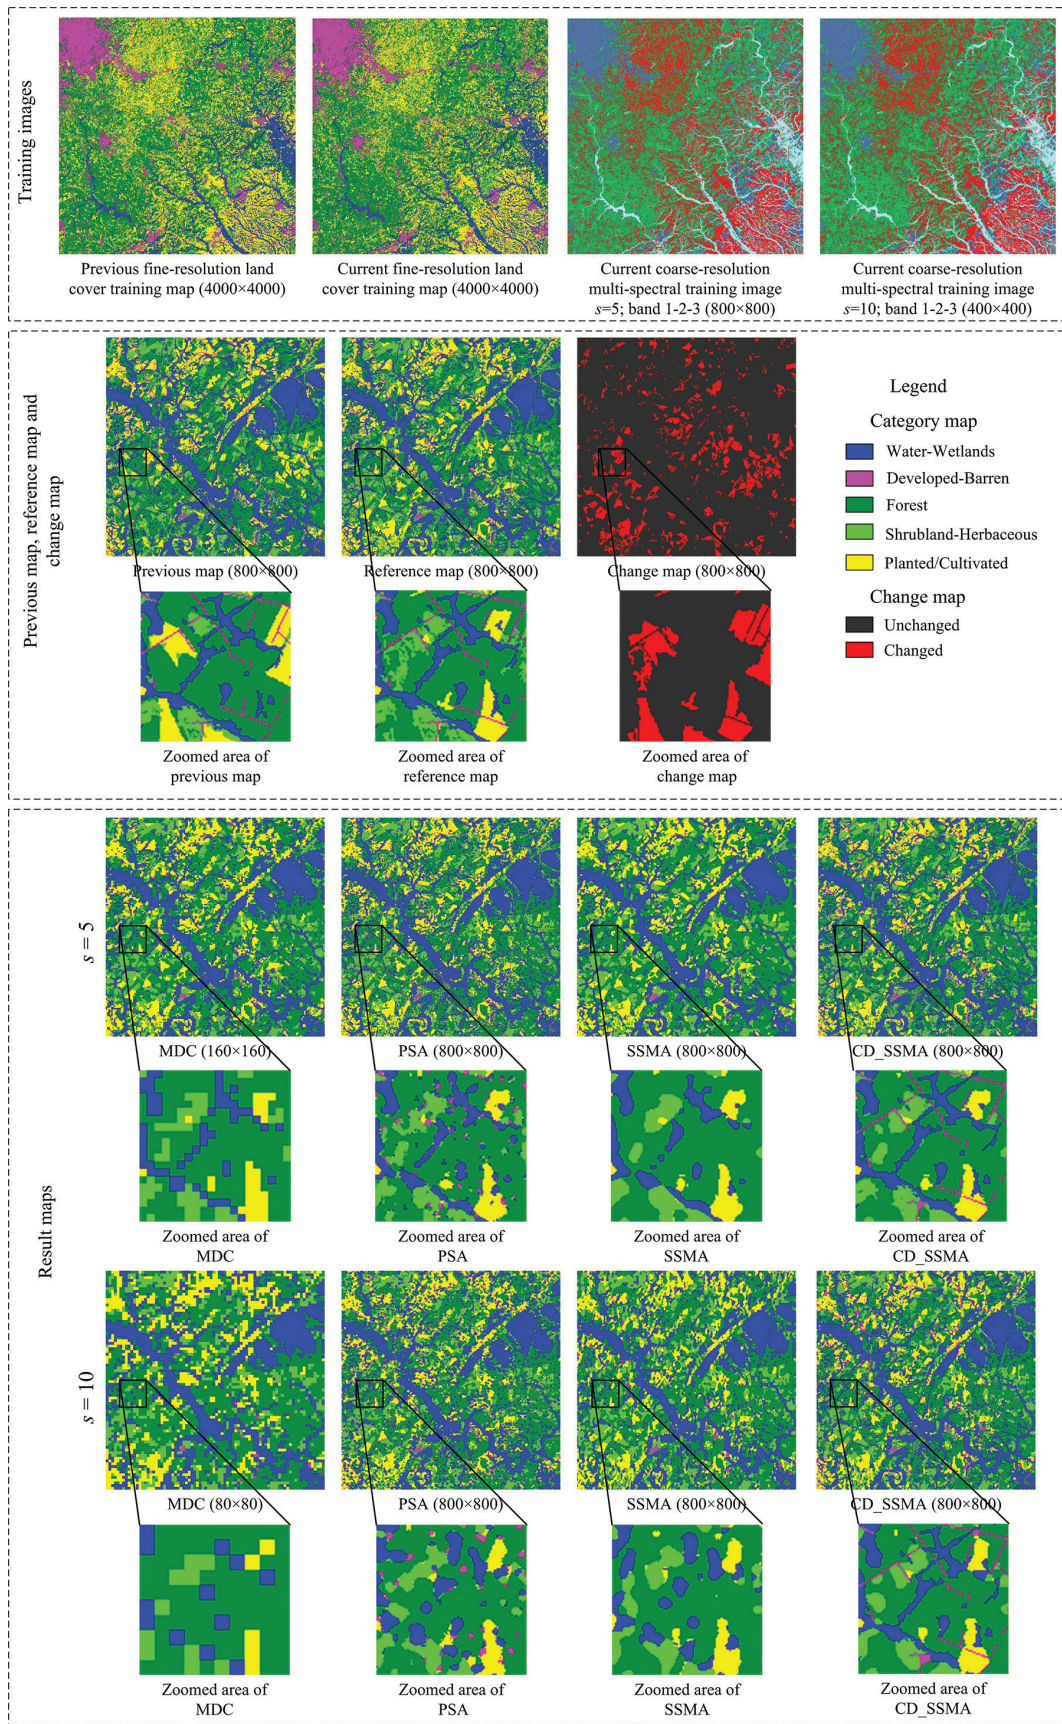 Training images
Previous fine-resolution land
cover training map (4000×4000)
Current fine-resolution land
cover training map (4000×4000)
Current coarse-resolution
multi-spectral training image
s=5; band 1-2-3 (800×800)
Current coarse-resolution
multi-spectral training image
s=10; band 1-2-3 (400×400)
Previous map, reference map and
change map
Previous map (800×800)
Reference map (800×800)
Change map (800×800)
Zoomed area of
previous map
Zoomed area of
reference map
Zoomed area of
change map
Legend
Category map
Water-Wetlands
Developed-Barren
Forest
Shrubland-Herbaceous
Planted/Cultivated
Change map
Unchanged
Changed
Result maps
s = 5
MDC (160×160)
PSA (800×800)
SSMA (800×800)
CD_SSMA (800×800)
Zoomed area of
MDC
Zoomed area of
PSA
Zoomed area of
SSMA
Zoomed area of
CD_SSMA
s = 10
MDC (80×80)
PSA (800×800)
SSMA (800×800)
CD_SSMA (800×800)
Zoomed area of
MDC
Zoomed area of
PSA
Zoomed area of
SSMA
Zoomed area of
CD_SSMA